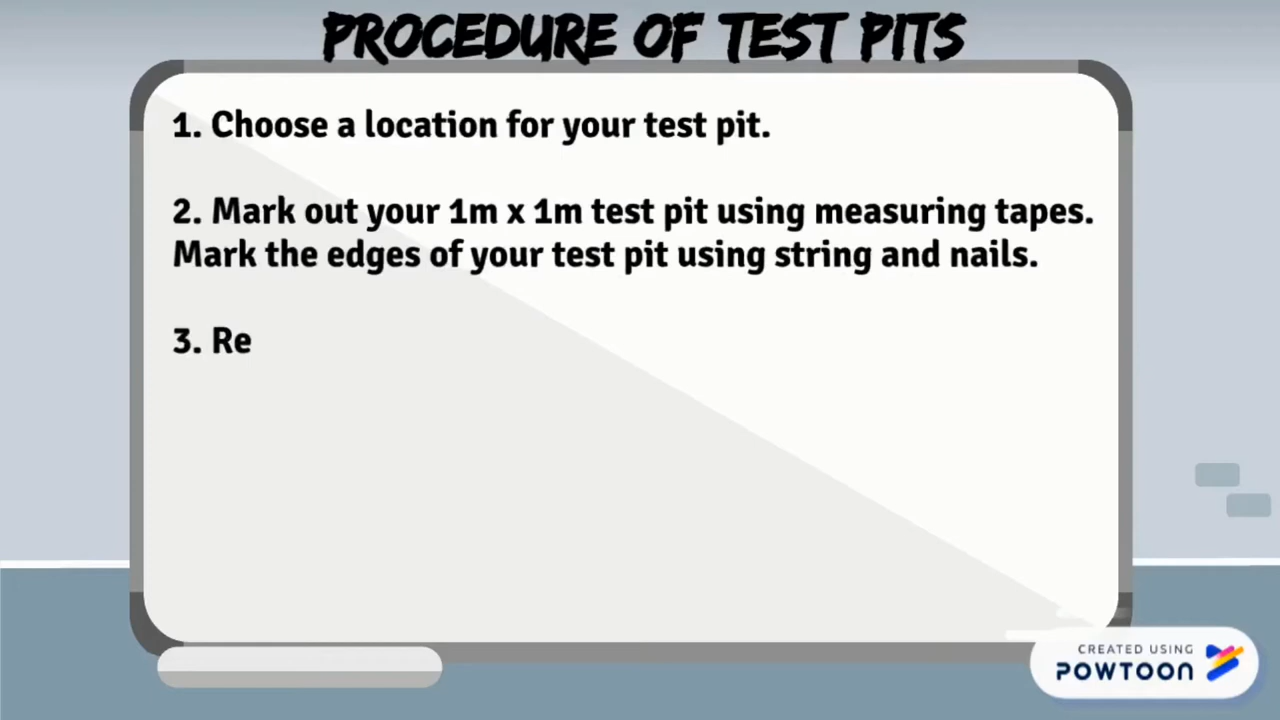 PROCEDURE OF TEST PITS
1. Choose a location for your test pit.
2. Mark out your 1m x 1m test pit using measuring tapes.
Mark the edges of your test pit using string and nails.
3. Re
CREATED USING
POWTOON